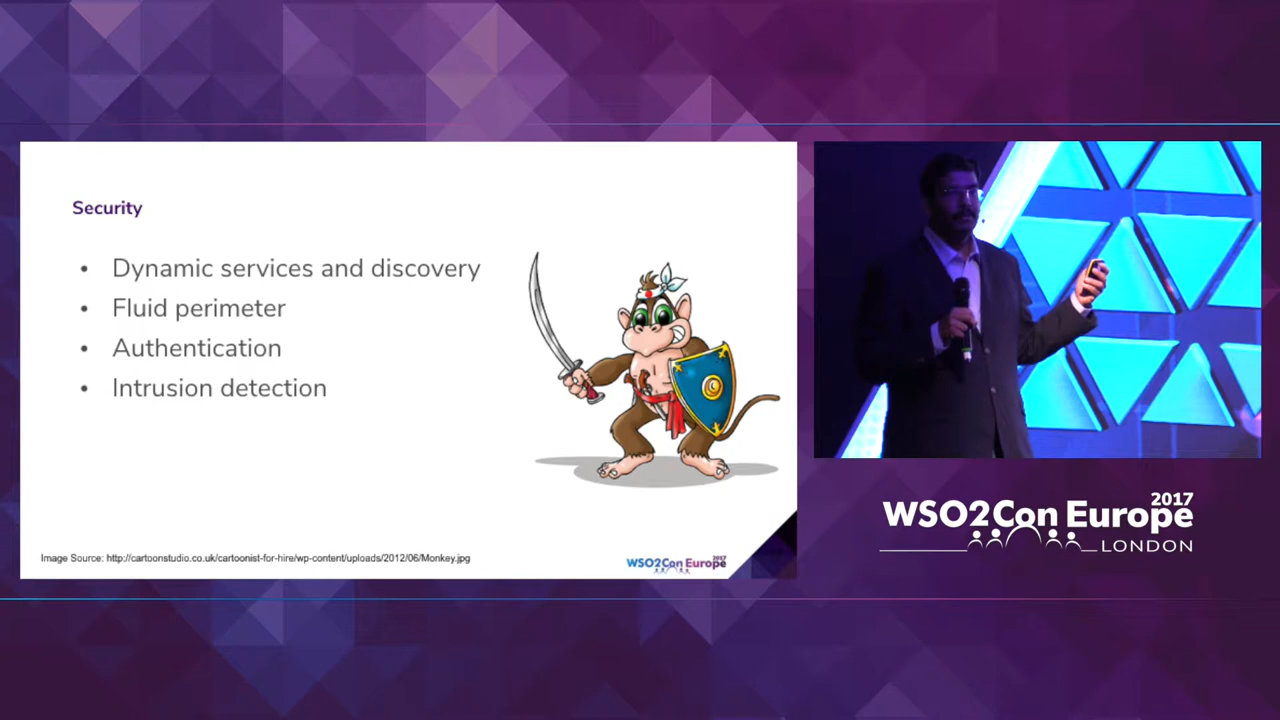 Security
• Dynamic services and discovery
• Fluid perimeter
• Authentication
• Intrusion detection
Image Source: http://cartoonstudio.co.uk/cartoonist-for-hire/wp-content/uploads/2012/06/Monkey.jpg
WSO2Con Europe 2017
WSO2Con Europe 2017
LONDON